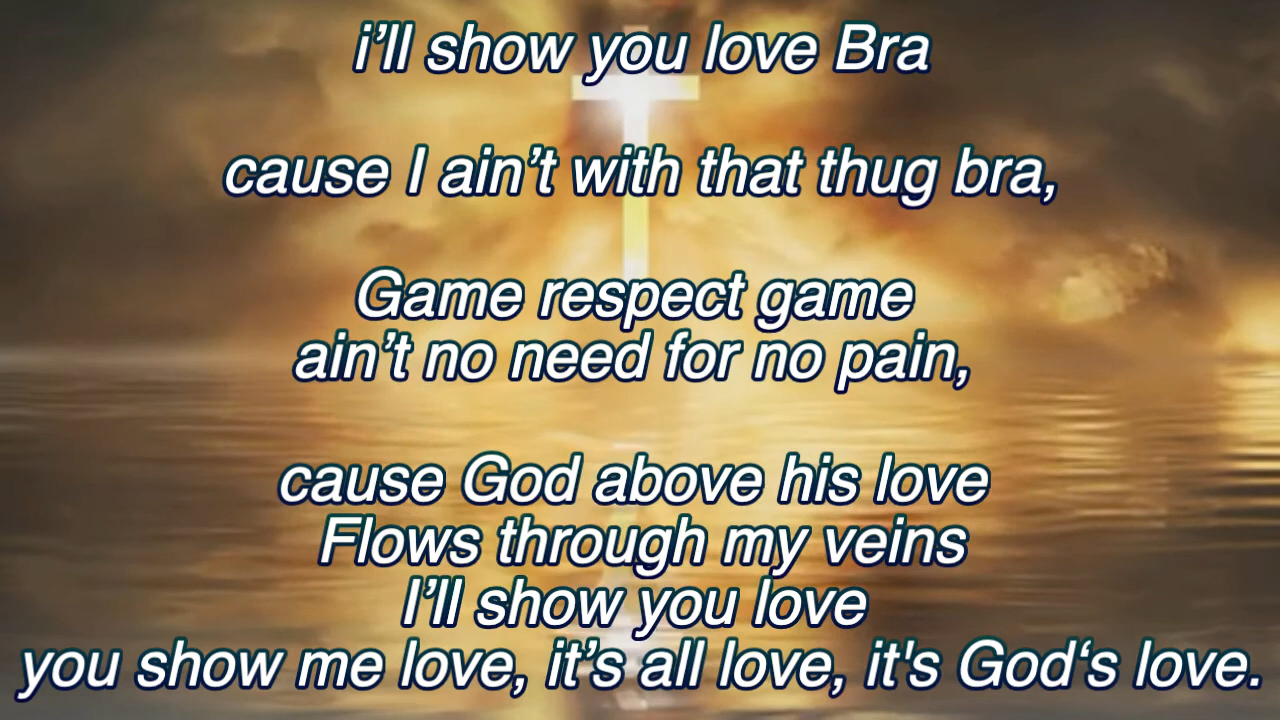 i’ll show you love Bra
cause I ain’t with that thug bra,
Game respect game
ain’t no need for no pain,
cause God above his love
Flows through my veins
I’ll show you love
you show me love, it’s all love, it's God‘s love.